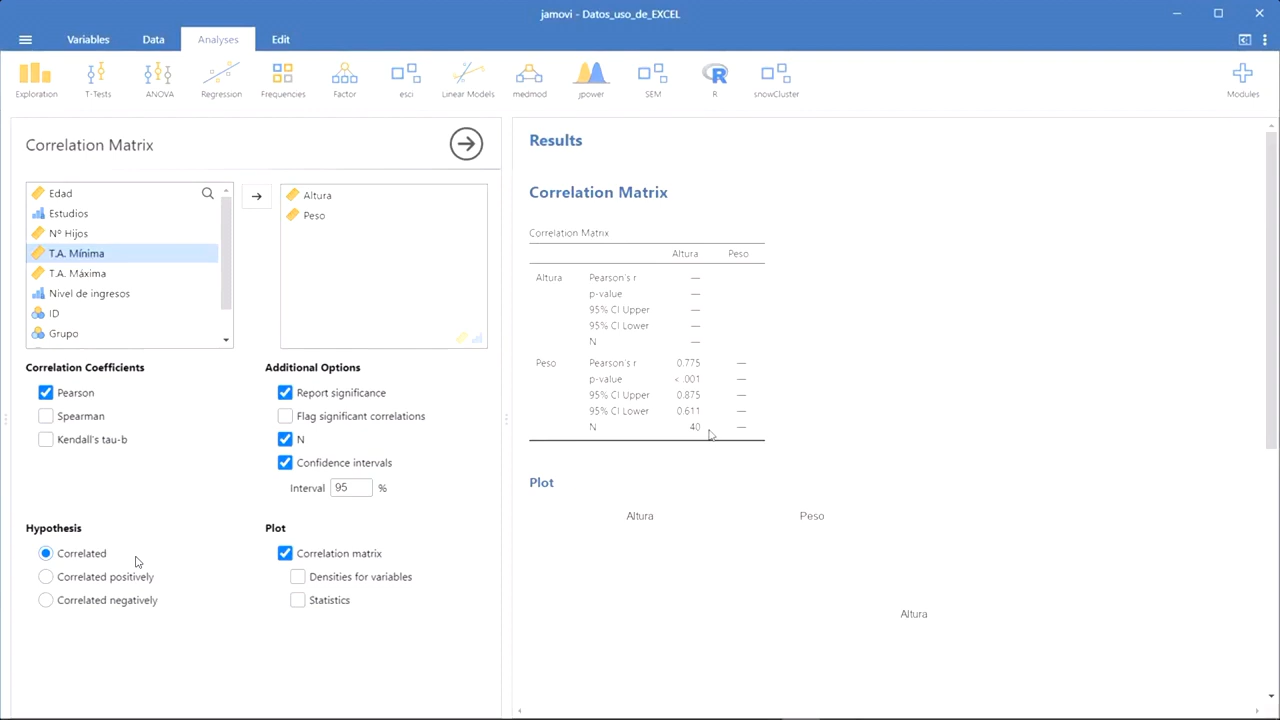 jamovi - Datos_uso_de_EXCEL
Variables Data Analyses Edit
Exploration T-Tests ANOVA Regression Frequencies Factor esci Linear Models medmod jpower SEM R snowCluster Modules
Correlation Matrix
Edad
Estudios
Nº Hijos
T.A. Mínima
T.A. Máxima
Nivel de ingresos
ID
Grupo
Altura
Peso
Correlation Coefficients
Pearson
Spearman
Kendall's tau-b
Additional Options
Report significance
Flag significant correlations
N
Confidence intervals
Interval 95 %
Hypothesis
Correlated
Correlated positively
Correlated negatively
Plot
Correlation matrix
Densities for variables
Statistics
Results
Correlation Matrix
Correlation Matrix
Altura Peso
Altura Pearson's r —
p-value —
95% CI Upper —
95% CI Lower —
N —
Peso Pearson's r 0.775 —
p-value < .001 —
95% CI Upper 0.875 —
95% CI Lower 0.611 —
N 40 —
Plot
Altura Peso
Altura